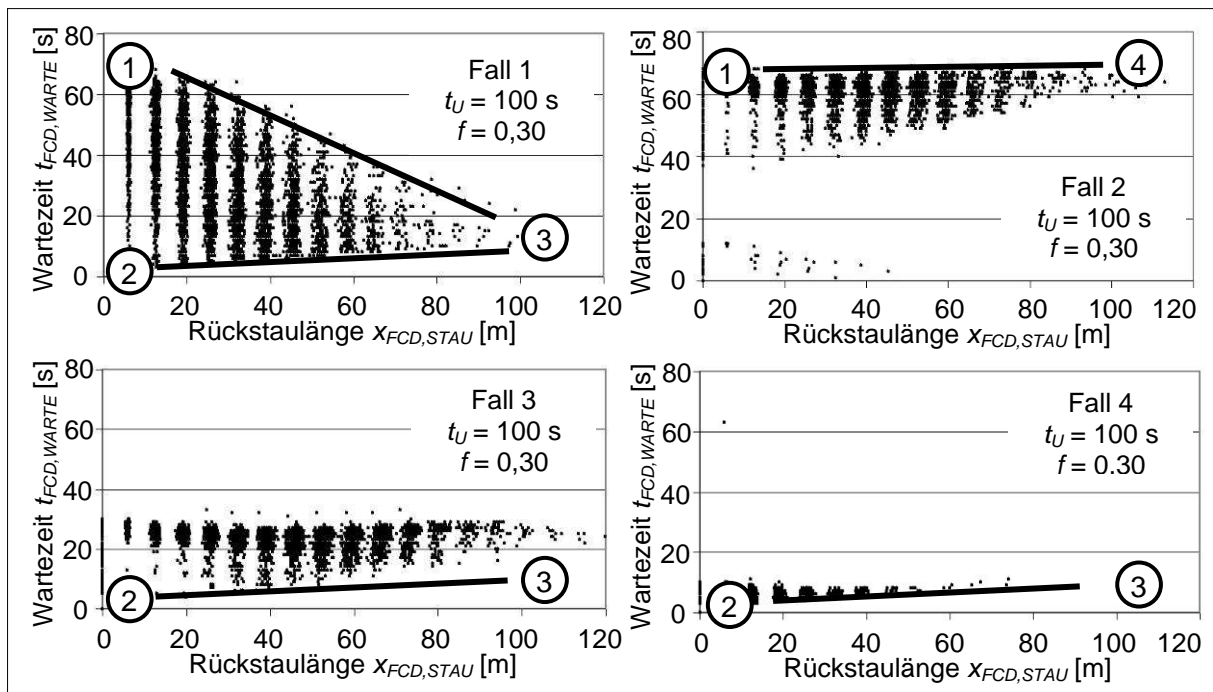 Wartezeit tFCD,WARTE [s]
80
60
40
20
0
1
2
3
Fall 1
tU = 100 s
f = 0,30
0 20 40 60 80 100 120
Rückstaulänge xFCD,STAU [m]
Wartezeit tFCD,WARTE [s]
80
60
40
20
0
1
4
Fall 2
tU = 100 s
f = 0,30
0 20 40 60 80 100 120
Rückstaulänge xFCD,STAU [m]
Wartezeit tFCD,WARTE [s]
80
60
40
20
0
2
3
Fall 3
tU = 100 s
f = 0,30
0 20 40 60 80 100 120
Rückstaulänge xFCD,STAU [m]
Wartezeit tFCD,WARTE [s]
80
60
40
20
0
2
3
Fall 4
tU = 100 s
f = 0.30
0 20 40 60 80 100 120
Rückstaulänge xFCD,STAU [m]